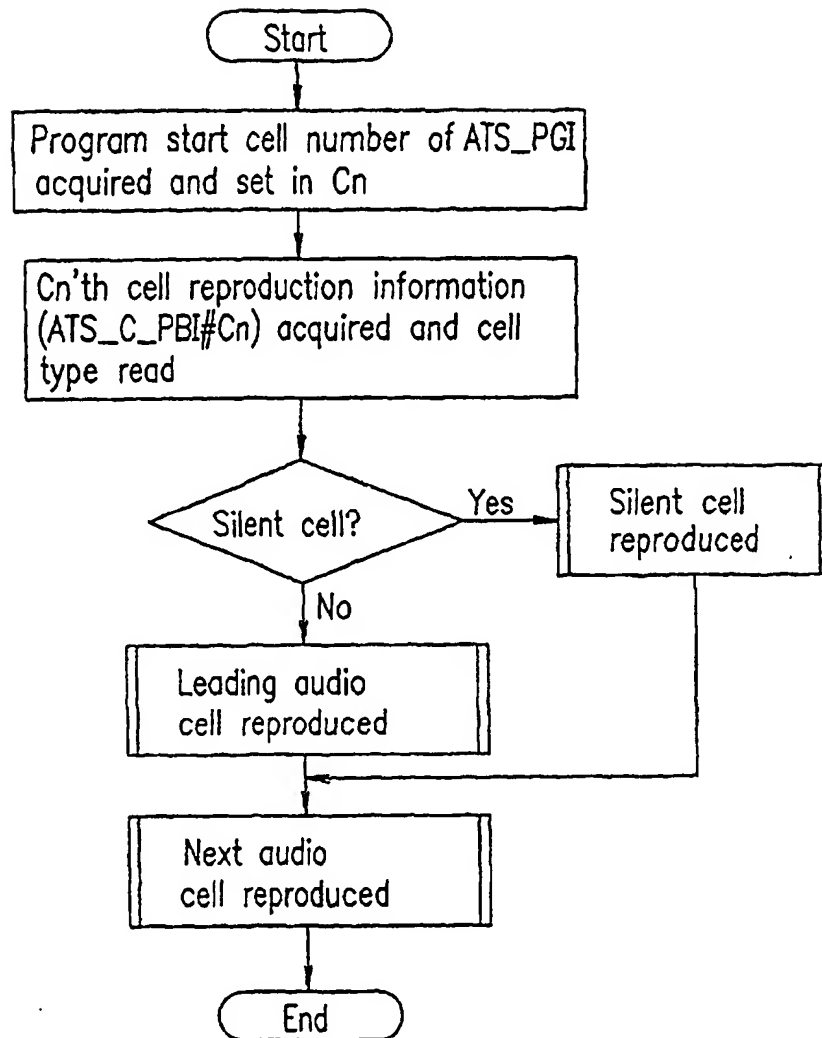 Start
Program start cell number of ATS_PGI
acquired and set in Cn
Cn'th cell reproduction information
(ATS_C_PBI#Cn) acquired and cell
type read
Silent cell?
Yes
Silent cell
reproduced
No
Leading audio
cell reproduced
Next audio
cell reproduced
End